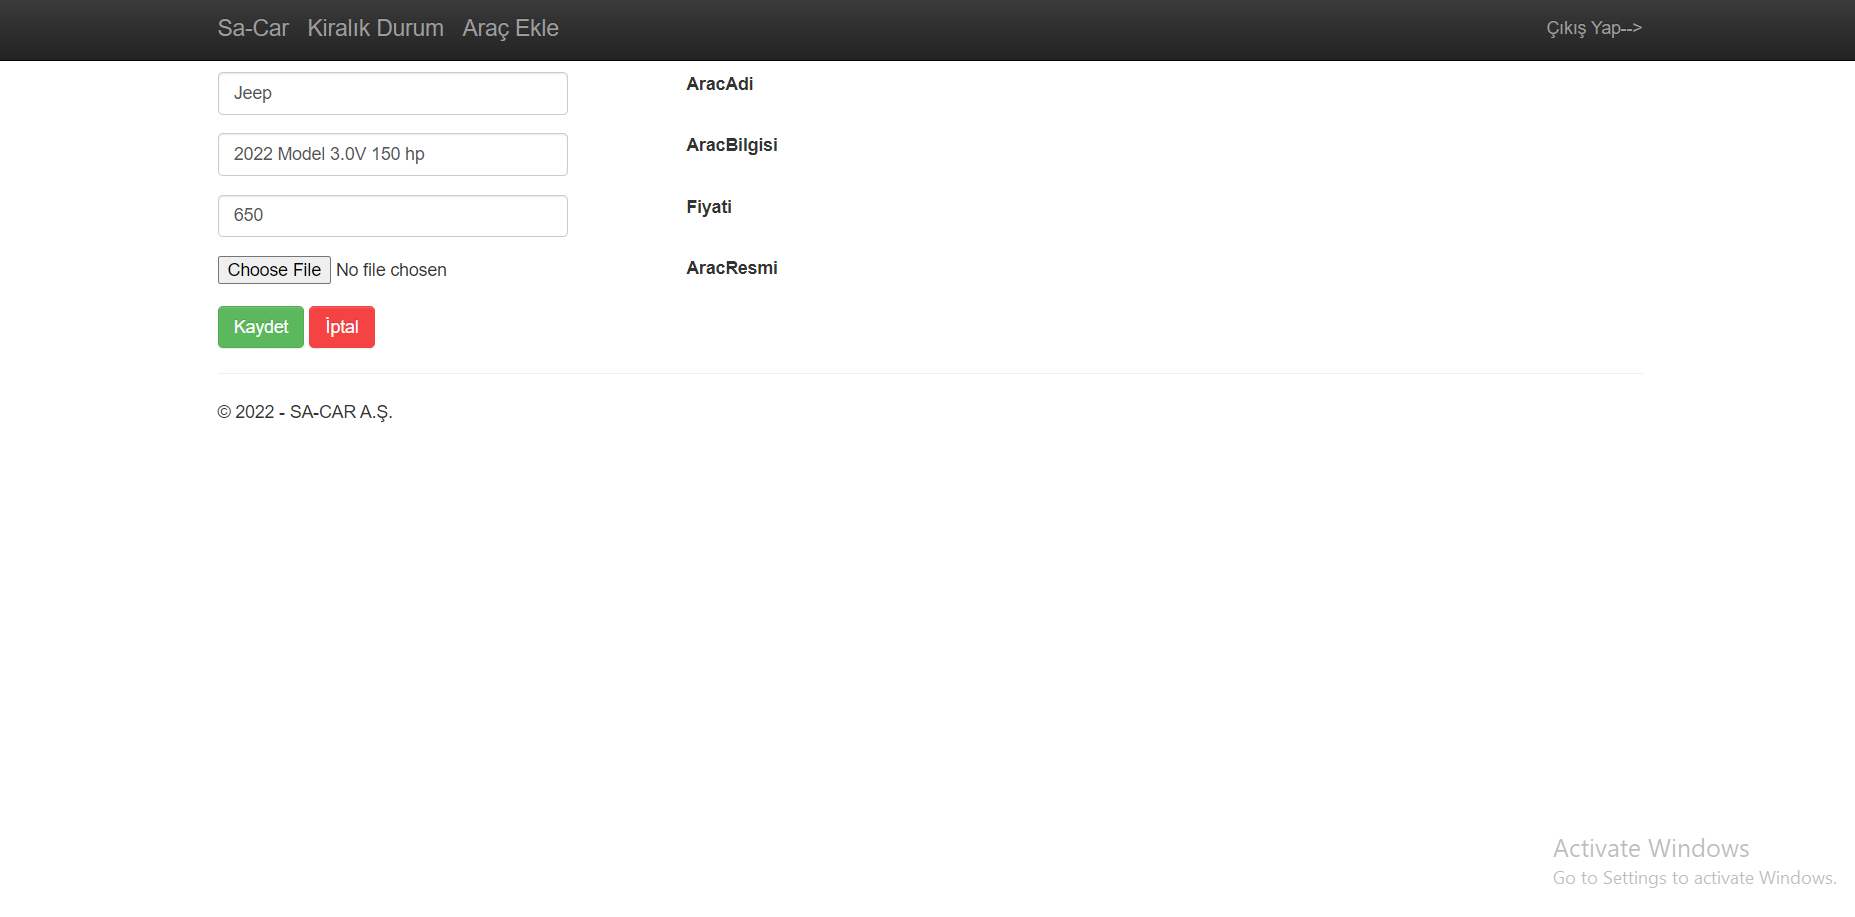 Sa-Car Kiralık Durum Araç Ekle Çıkış Yap-->
Jeep AracAdi
2022 Model 3.0V 150 hp AracBilgisi
650 Fiyati
Choose File No file chosen AracResmi
Kaydet İptal
© 2022 - SA-CAR A.Ş.
Activate Windows
Go to Settings to activate Windows.